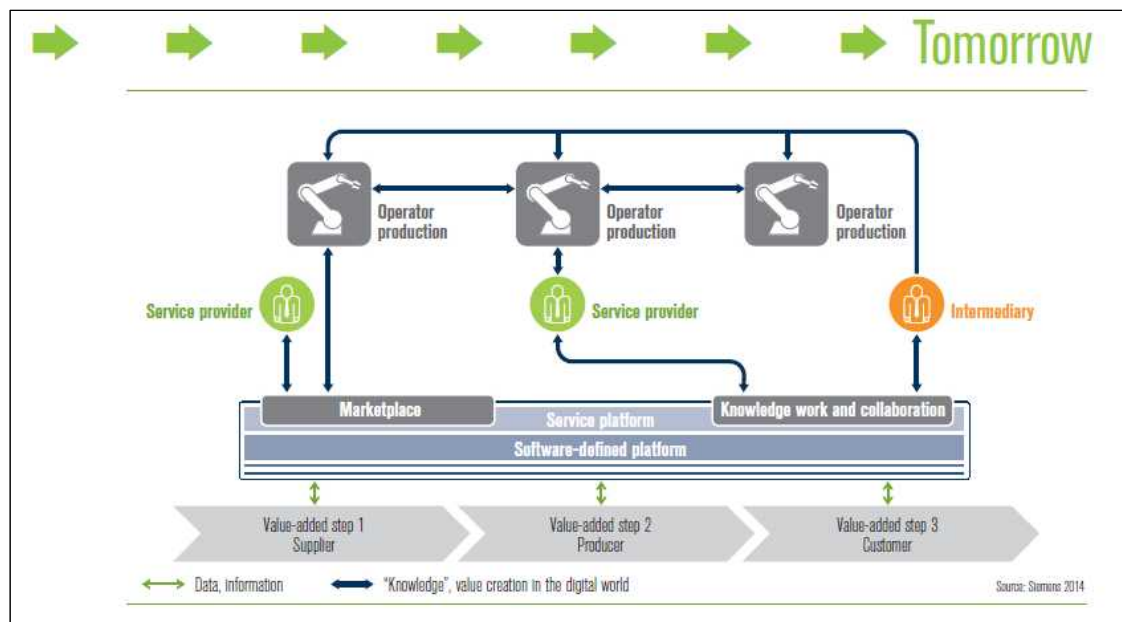 Tomorrow
Operator
production
Operator
production
Operator
production
Service provider
Service provider
Intermediary
Marketplace
Knowledge work and collaboration
Service platform
Software-defined platform
Value-added step 1
Supplier
Value-added step 2
Producer
Value-added step 3
Customer
Data, information
"Knowledge", value creation in the digital world
Source: Siemens 2014